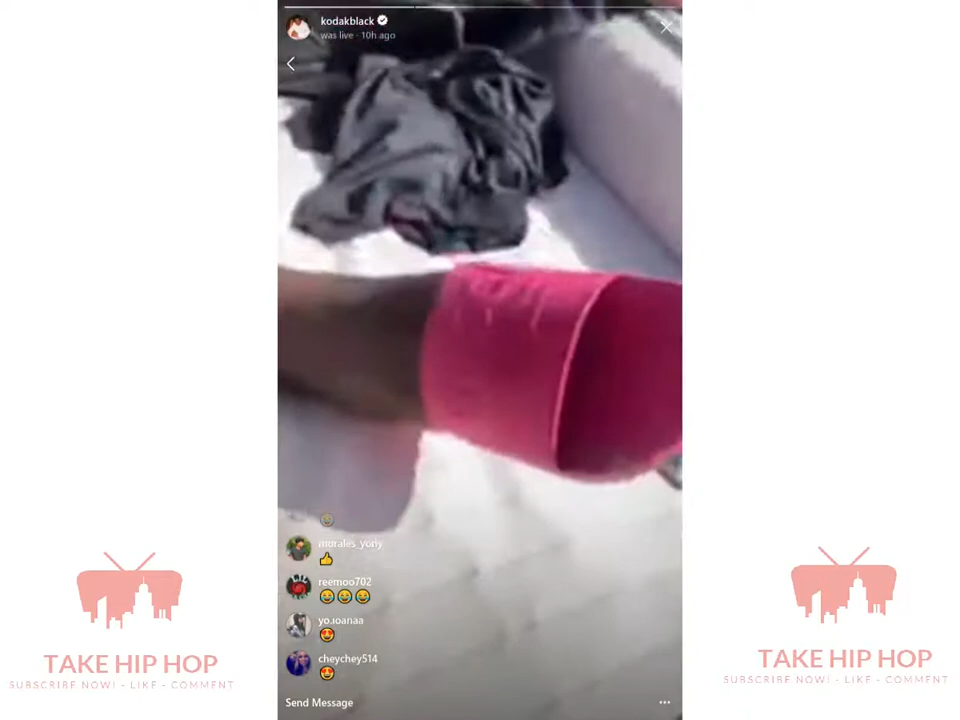 kodakblack
was live · 10h ago
morales_yony
reemoo702
yo.ioanaa
cheychey514
Send Message
TAKE HIP HOP
SUBSCRIBE NOW! - LIKE - COMMENT
TAKE HIP HOP
SUBSCRIBE NOW! - LIKE - COMMENT